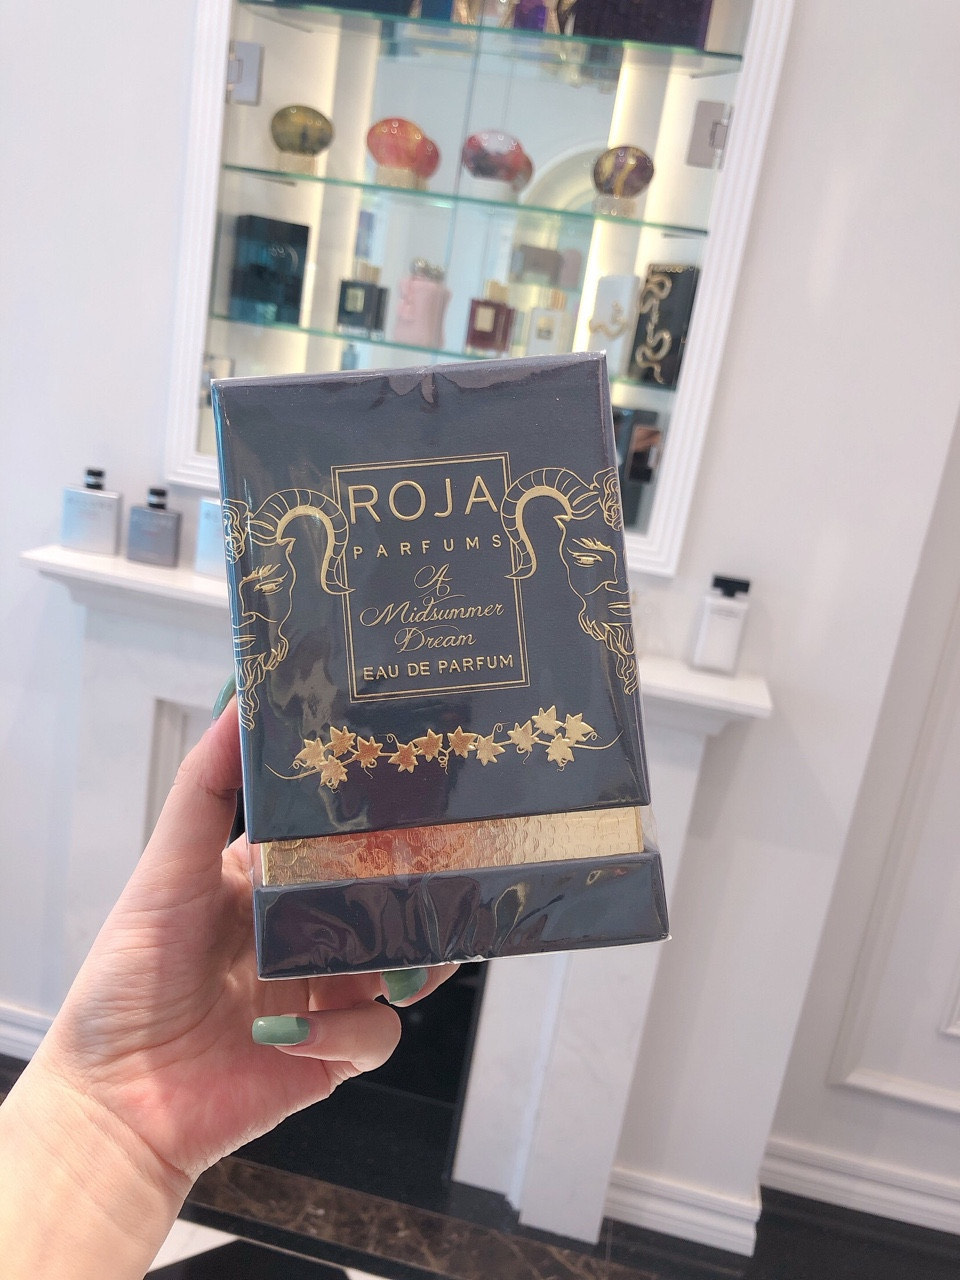 ROJA
PARFUMS
A
Midsummer
Dream
EAU DE PARFUM